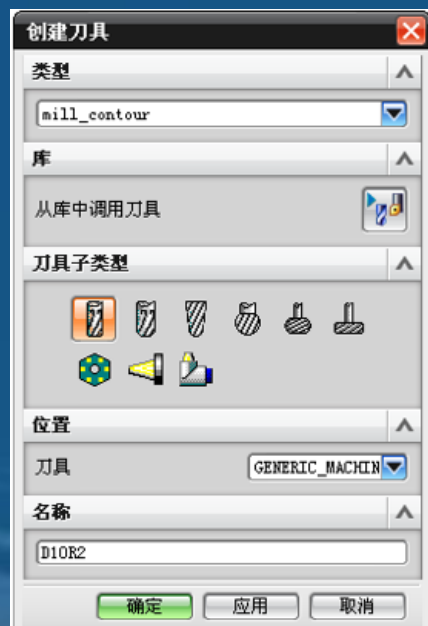 创建刀具
类型
mill_contour
库
从库中调用刀具
刀具子类型
位置
刀具 GENERIC_MACHIN
名称
D10R2
确定 应用 取消